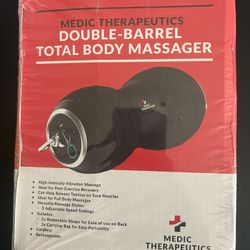 MEDIC THERAPEUTICS
DOUBLE-BARREL
TOTAL BODY MASSAGER
• High-Intensity Vibration Massage
• Ideal for Post-Exercise Recovery
• Can Help Release Tension on Sore Muscles
• Ideal for Full Body Massage
• Versatile Massage Styles:
• 5 Adjustable Speed Settings
• Includes:
2x Removable Straps for Ease of Use on Back
1x Carrying Bag for Easy Portability
• Cordless
• Rechargeable
MEDIC
THERAPEUTICS